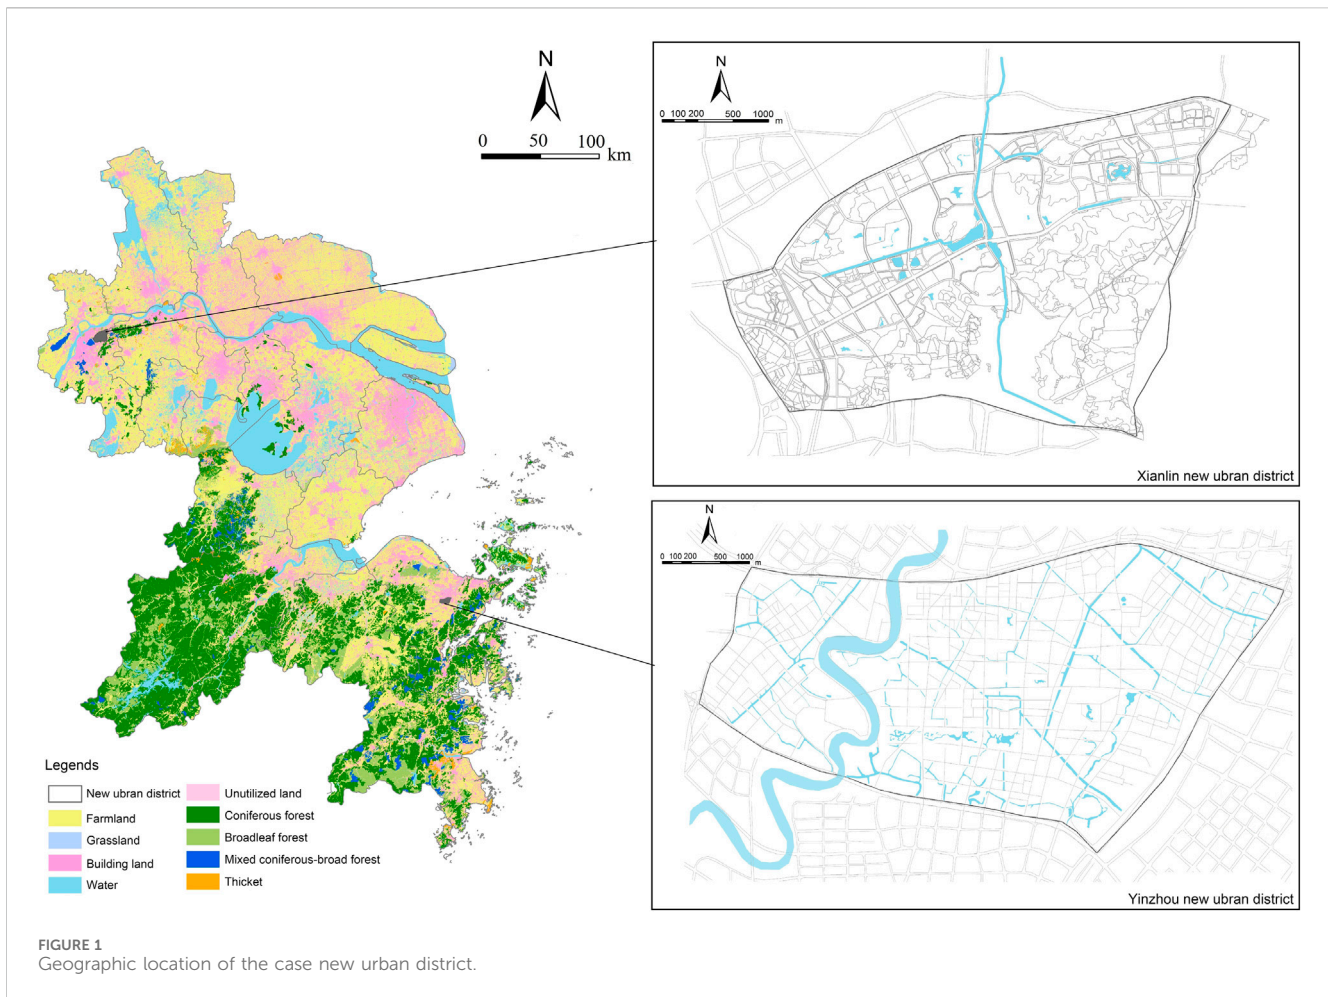 N
0 50 100
km
N
0 100 200 500 1000
m
Xianlin new ubran district
N
0 100 200 500 1000
m
Yinzhou new ubran district
Legends
New ubran district
Farmland
Grassland
Building land
Water
Unutilized land
Coniferous forest
Broadleaf forest
Mixed coniferous-broad forest
Thicket
FIGURE 1
Geographic location of the case new urban district.